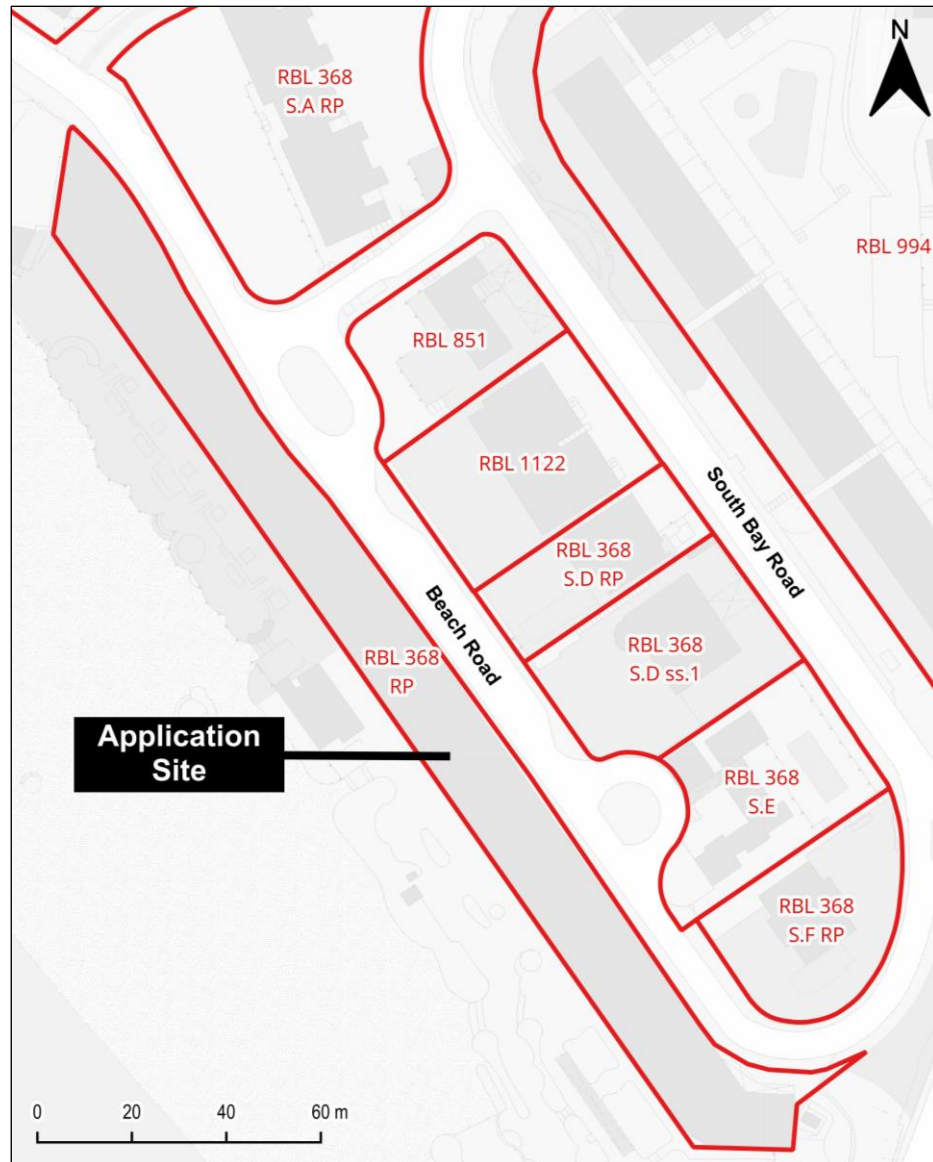 N
RBL 368
S.A RP
RBL 994
RBL 851
RBL 1122
South Bay Road
RBL 368
S.D RP
Beach Road
RBL 368
S.D ss.1
RBL 368
RP
Application
Site
RBL 368
S.E
RBL 368
S.F RP
0 20 40 60 m